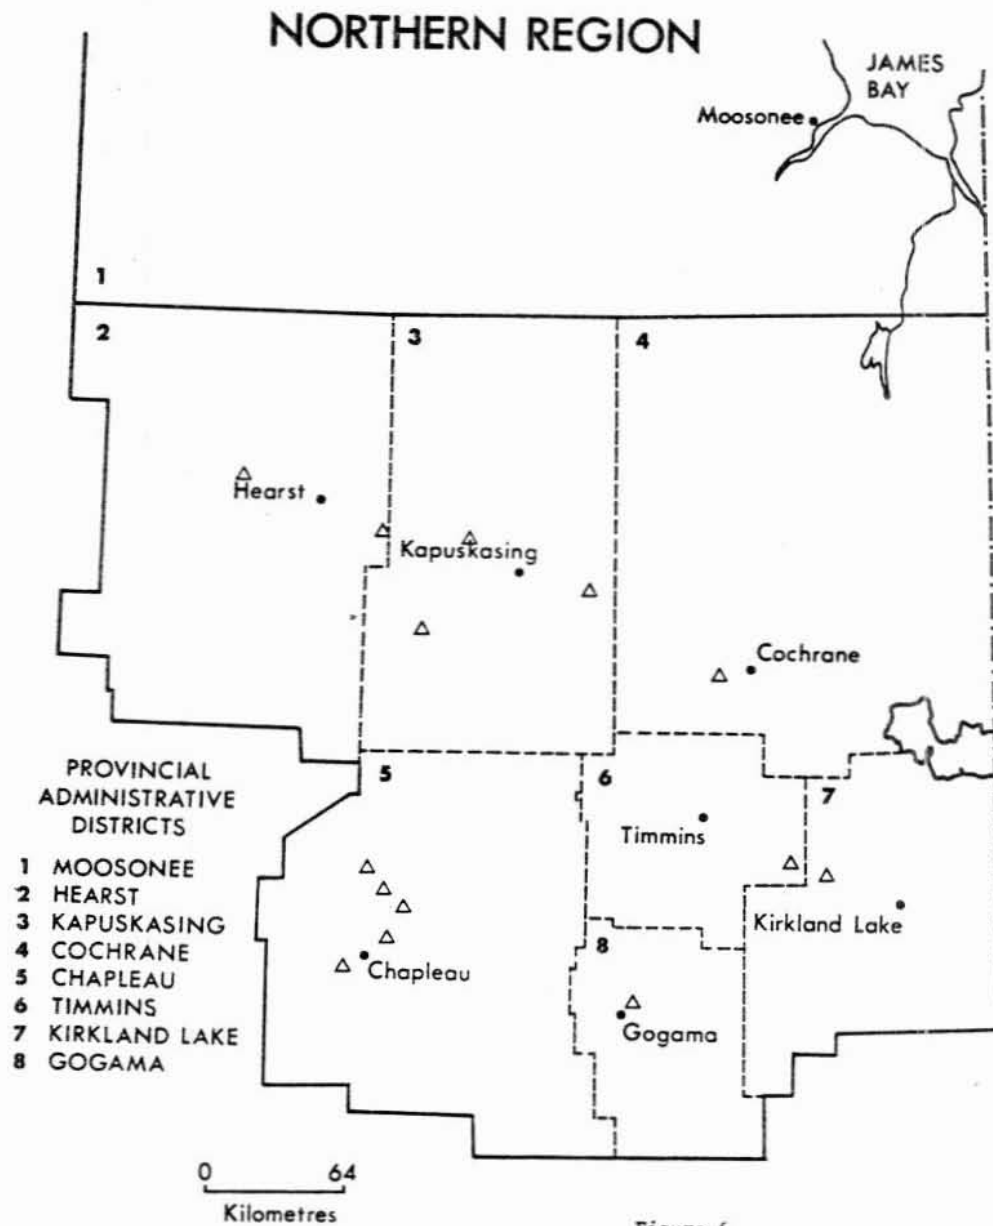 NORTHERN REGION
JAMES
BAY
Moosonee
1
2
3
4
Hearst
Kapuskasing
Cochrane
5
6
7
PROVINCIAL
ADMINISTRATIVE
DISTRICTS
Timmins
1 MOOSONEE
2 HEARST
3 KAPUSKASING
4 COCHRANE
5 CHAPLEAU
6 TIMMINS
7 KIRKLAND LAKE
8 GOGAMA
Kirkland Lake
8
Chapleau
Gogama
0 64
Kilometres